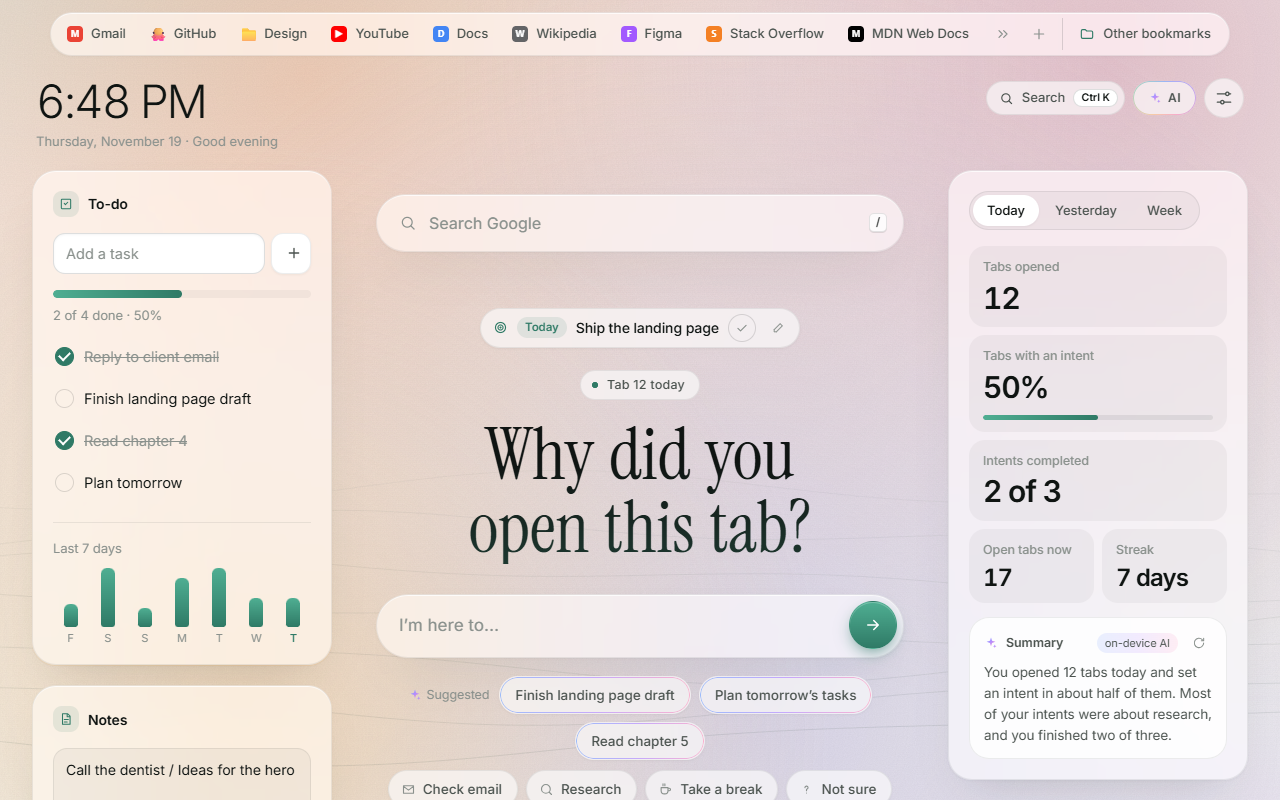 M Gmail GitHub Design YouTube D Docs W Wikipedia F Figma S Stack Overflow M MDN Web Docs Other bookmarks
6:48 PM
Thursday, November 19 · Good evening
Search Ctrl K AI
To-do
Add a task
2 of 4 done · 50%
Reply to client email
Finish landing page draft
Read chapter 4
Plan tomorrow
Last 7 days
F S S M T W T
Notes
Call the dentist / Ideas for the hero
Search Google /
Today Ship the landing page
Tab 12 today
Why did you
open this tab?
I'm here to…
Suggested Finish landing page draft Plan tomorrow's tasks
Read chapter 5
Check email Research Take a break ? Not sure
Today Yesterday Week
Tabs opened
12
Tabs with an intent
50%
Intents completed
2 of 3
Open tabs now
17
Streak
7 days
Summary on-device AI
You opened 12 tabs today and set
an intent in about half of them. Most
of your intents were about research,
and you finished two of three.